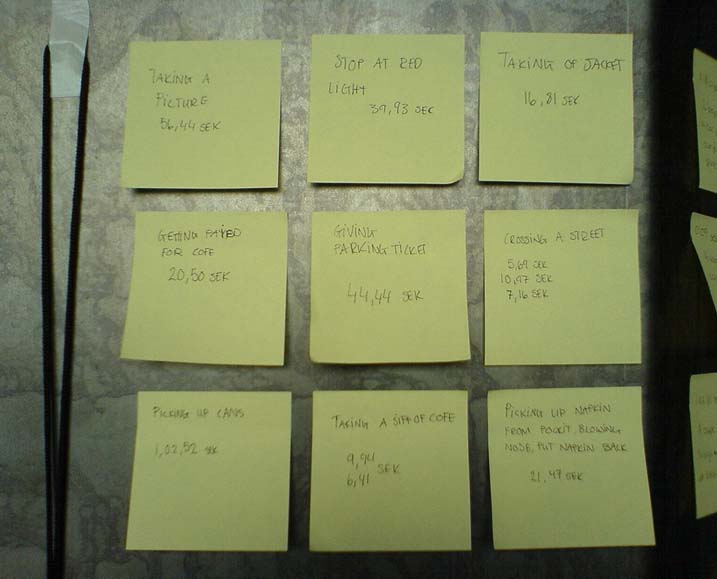 TAKING A
PICTURE
56,44 SEK
STOP AT RED
LIGHT
39,93 SEK
TAKING OF JACKET
16,81 SEK
GETTING PAYED
FOR COFE
20,50 SEK
GIVING
PARKING TICKET
44,44 SEK
CROSSING A STREET
5,69 SEK
10,97 SEK
7,16 SEK
PICKING UP CANS
1,02,52 SEK
TAKING A SIPP OF COFE
9,94
6,41 SEK
PICKING UP NAPKIN
FROM POCKIT, BLOWING
NOSE, PUT NAPKIN BACK
21,47 SEK